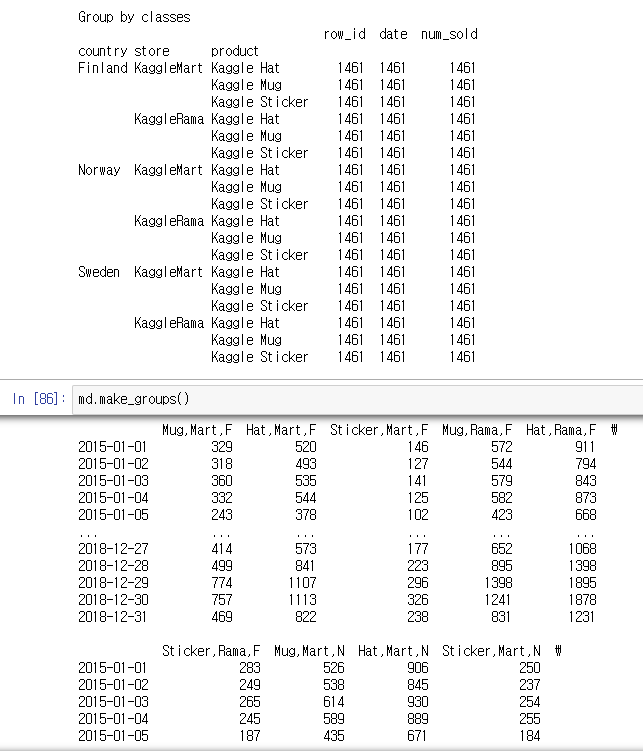 Group by classes
row_id date num_sold
country store product
Finland KaggleMart Kaggle Hat 1461 1461 1461
Kaggle Mug 1461 1461 1461
Kaggle Sticker 1461 1461 1461
KaggleRama Kaggle Hat 1461 1461 1461
Kaggle Mug 1461 1461 1461
Kaggle Sticker 1461 1461 1461
Norway KaggleMart Kaggle Hat 1461 1461 1461
Kaggle Mug 1461 1461 1461
Kaggle Sticker 1461 1461 1461
KaggleRama Kaggle Hat 1461 1461 1461
Kaggle Mug 1461 1461 1461
Kaggle Sticker 1461 1461 1461
Sweden KaggleMart Kaggle Hat 1461 1461 1461
Kaggle Mug 1461 1461 1461
Kaggle Sticker 1461 1461 1461
KaggleRama Kaggle Hat 1461 1461 1461
Kaggle Mug 1461 1461 1461
Kaggle Sticker 1461 1461 1461
In [86]: md.make_groups()
Mug,Mart,F Hat,Mart,F Sticker,Mart,F Mug,Rama,F Hat,Rama,F ₩
2015-01-01 329 520 146 572 911
2015-01-02 318 493 127 544 794
2015-01-03 360 535 141 579 843
2015-01-04 332 544 125 582 873
2015-01-05 243 378 102 423 668
... ... ... ... ... ...
2018-12-27 414 573 177 652 1068
2018-12-28 499 841 223 895 1398
2018-12-29 774 1107 296 1398 1895
2018-12-30 757 1113 326 1241 1878
2018-12-31 469 822 238 831 1231
Sticker,Rama,F Mug,Mart,N Hat,Mart,N Sticker,Mart,N ₩
2015-01-01 283 526 906 250
2015-01-02 249 538 845 237
2015-01-03 265 614 930 254
2015-01-04 245 589 889 255
2015-01-05 187 435 671 184